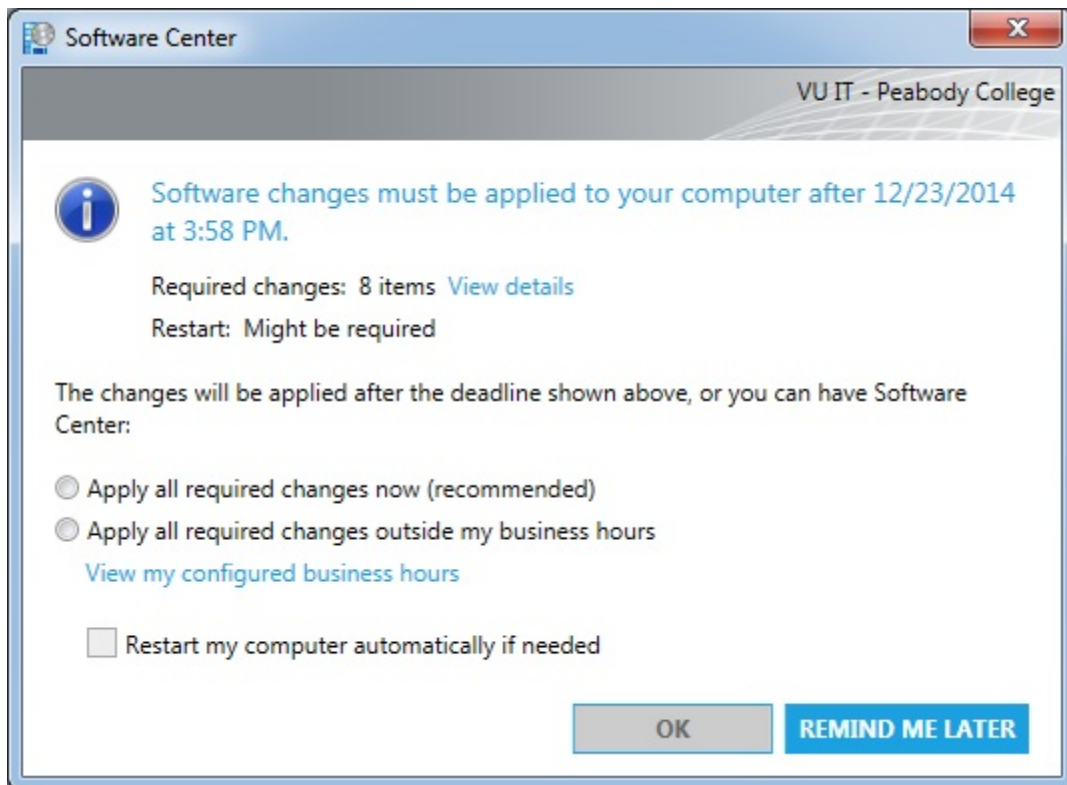 Software Center
VU IT - Peabody College
Software changes must be applied to your computer after 12/23/2014
at 3:58 PM.
Required changes: 8 items View details
Restart: Might be required
The changes will be applied after the deadline shown above, or you can have Software
Center:
Apply all required changes now (recommended)
Apply all required changes outside my business hours
View my configured business hours
Restart my computer automatically if needed
OK REMIND ME LATER